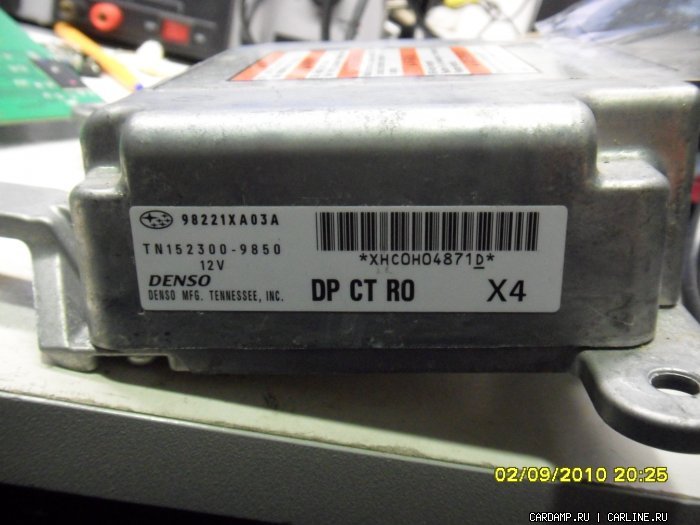 98221XA03A
TN152300-9850
12V
DENSO
DENSO MFG. TENNESSEE, INC.
*XHC0H04871D*
DP CT R0 X4
02/09/2010 20:25
CARDAMP.RU | CARLINE.RU